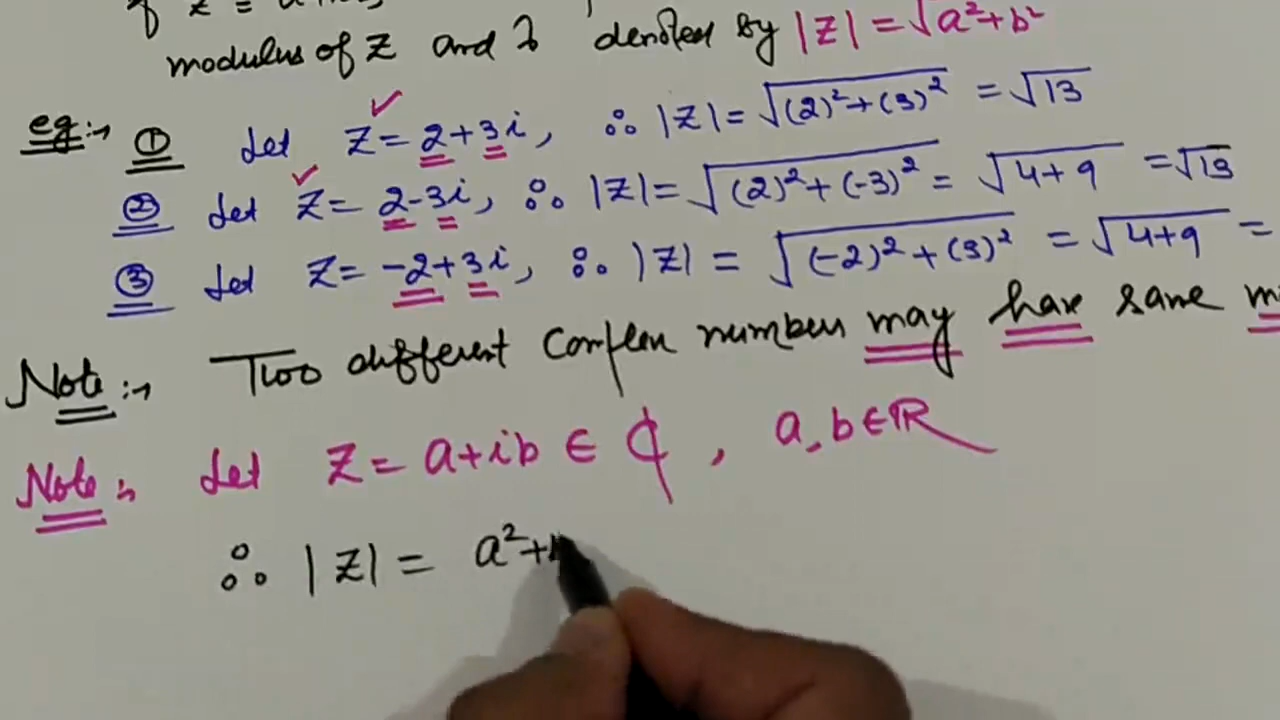 of z = a
modulus of z and denoted by |z| = √a²+b²
eg:- ① Let z = 2+3i, ∴ |z| = √(2)²+(3)² = √13
② Let z = 2-3i, ∴ |z| = √(2)²+(-3)² = √4+9 = √13
③ Let z = -2+3i, ∴ |z| = √(-2)²+(3)² = √4+9 =
Note:- Two different Complex numbers may have same
Note:- Let z = a+ib ∈ ₵, a, b ∈ ℝ
∴ |z| = a²+